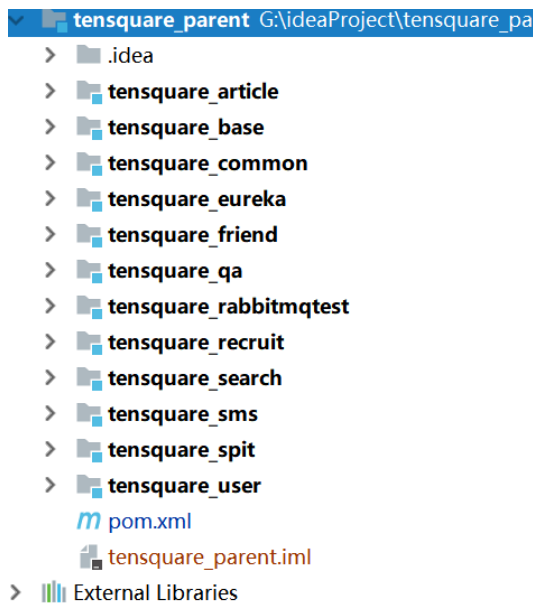 tensquare_parent G:\ideaProject\tensquare_pa
.idea
tensquare_article
tensquare_base
tensquare_common
tensquare_eureka
tensquare_friend
tensquare_qa
tensquare_rabbitmqtest
tensquare_recruit
tensquare_search
tensquare_sms
tensquare_spit
tensquare_user
m pom.xml
tensquare_parent.iml
External Libraries